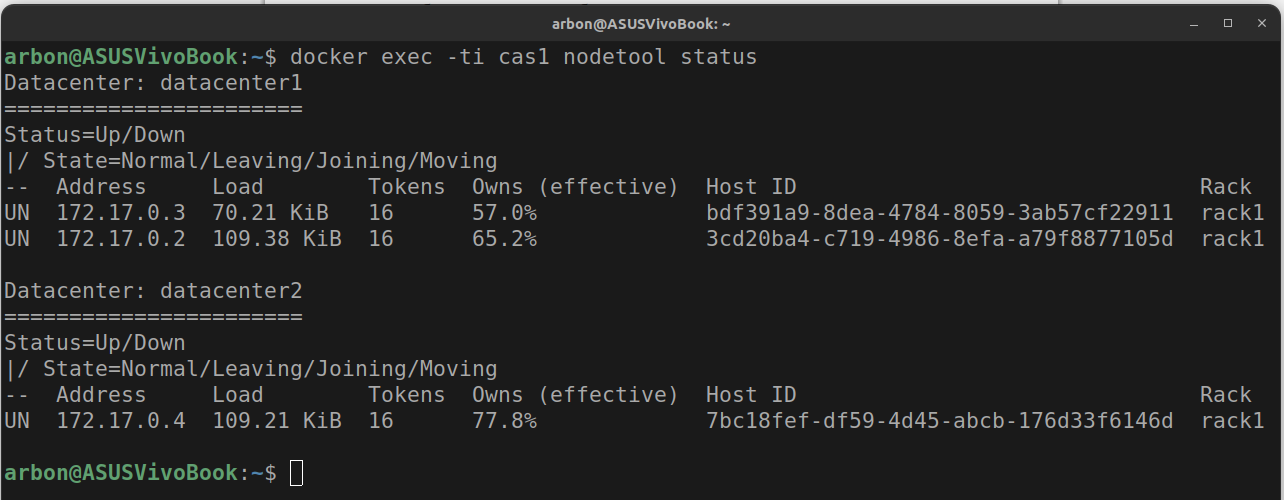 arbon@ASUSVivoBook: ~
arbon@ASUSVivoBook:~$ docker exec -ti cas1 nodetool status
Datacenter: datacenter1
=======================
Status=Up/Down
|/ State=Normal/Leaving/Joining/Moving
--  Address     Load        Tokens  Owns (effective)  Host ID                               Rack
UN  172.17.0.3  70.21 KiB   16      57.0%             bdf391a9-8dea-4784-8059-3ab57cf22911  rack1
UN  172.17.0.2  109.38 KiB  16      65.2%             3cd20ba4-c719-4986-8efa-a79f8877105d  rack1
Datacenter: datacenter2
=======================
Status=Up/Down
|/ State=Normal/Leaving/Joining/Moving
--  Address     Load        Tokens  Owns (effective)  Host ID                               Rack
UN  172.17.0.4  109.21 KiB  16      77.8%             7bc18fef-df59-4d45-abcb-176d33f6146d  rack1
arbon@ASUSVivoBook:~$